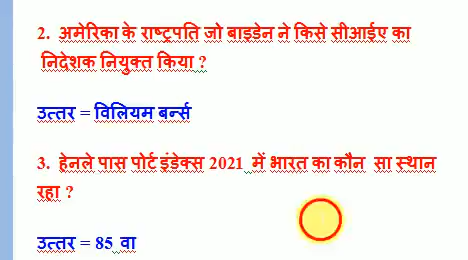 2. अमेरिका के राष्ट्रपति जो बाइडेन ने किसे सीआईए का
निदेशक नियुक्त किया ?
उत्तर = विलियम बर्न्स
3. हेनले पास पोर्ट इंडेक्स 2021 में भारत का कौन सा स्थान
रहा ?
उत्तर = 85 वा